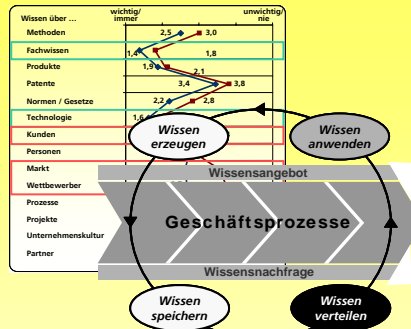 Wissen über ... wichtig/ unwichtig/
immer nie
Methoden 2,5 3,0
Fachwissen 1,4 1,8
Produkte 1,9 2,1
Patente 3,4 3,8
Normen / Gesetze 2,2 2,8
Technologie 1,6
Kunden
Personen
Markt
Wettbewerber
Prozesse
Projekte
Unternehmenskultur
Partner
Wissen
erzeugen
Wissen
anwenden
Wissensangebot
Geschäftsprozesse
Wissensnachfrage
Wissen
speichern
Wissen
verteilen